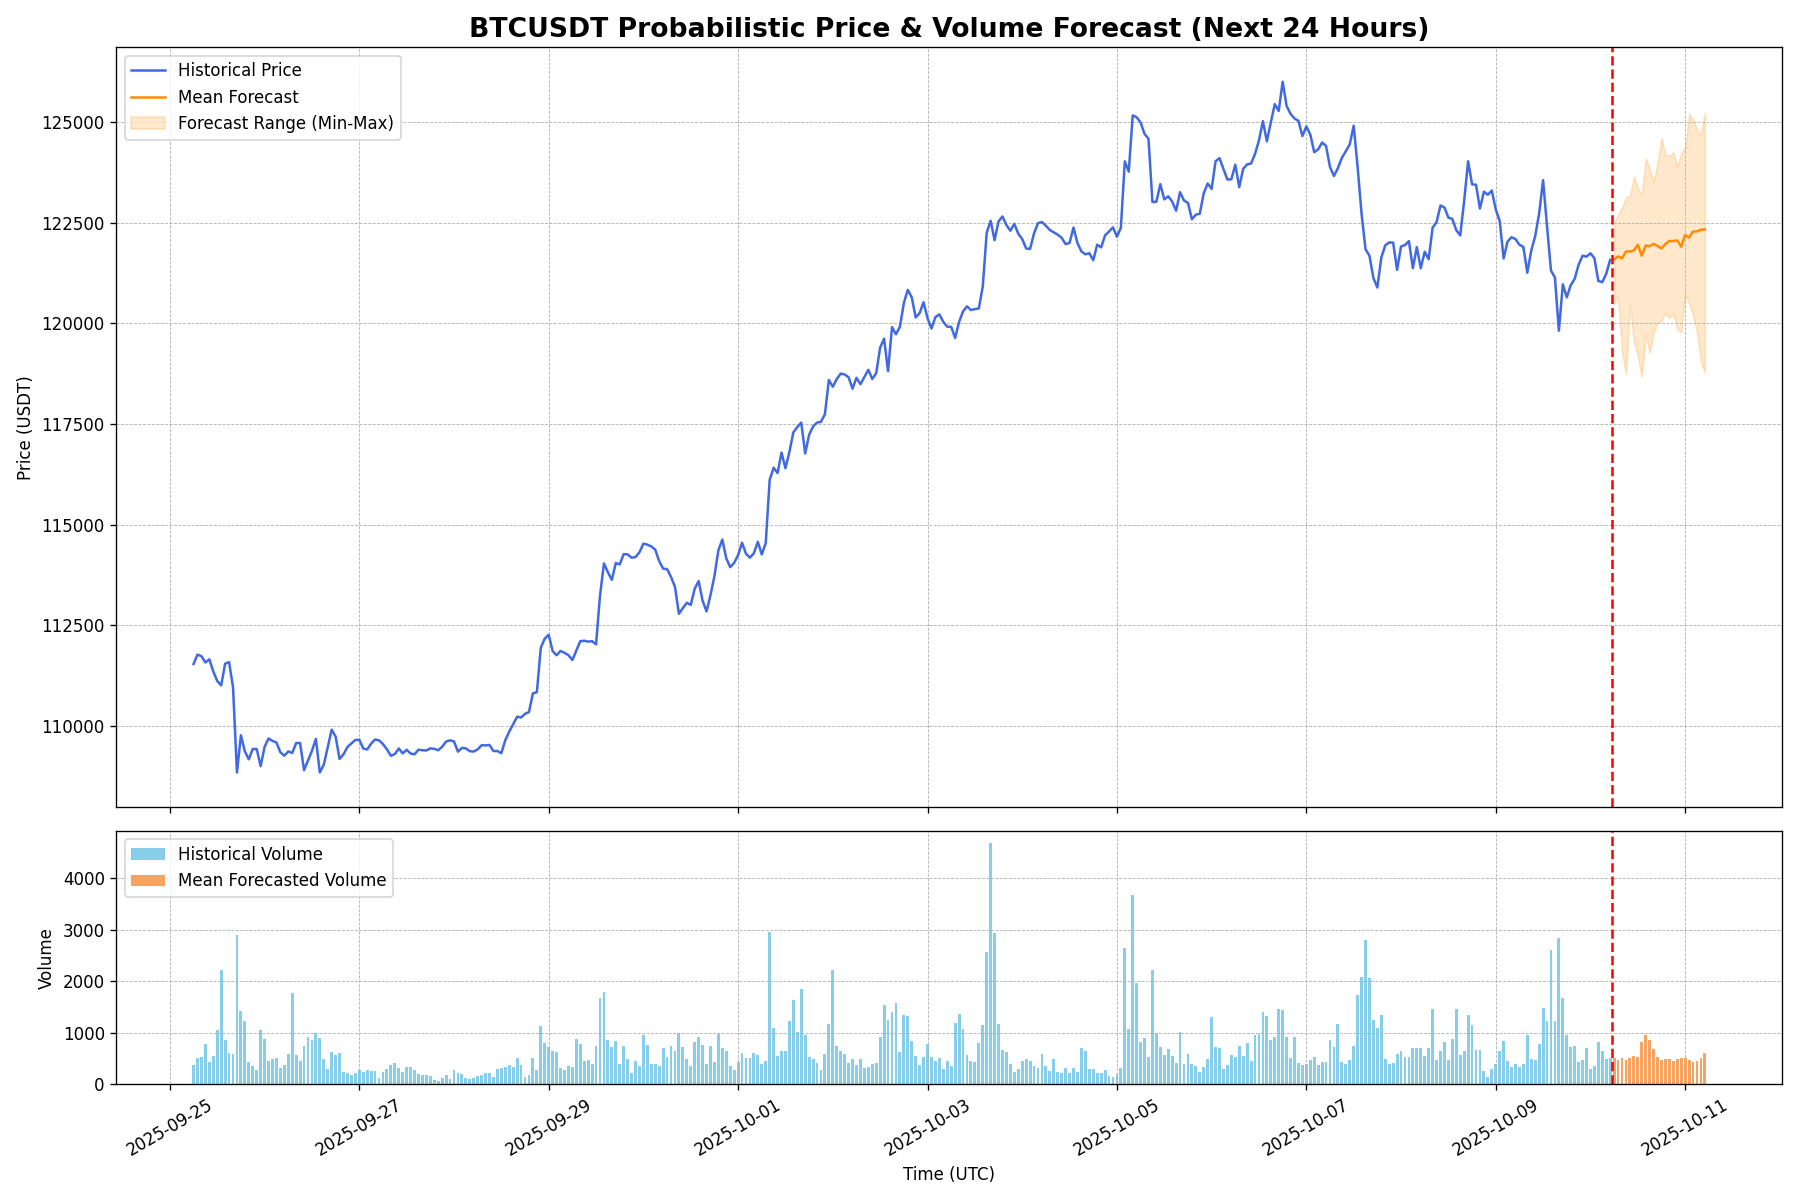 BTCUSDT Probabilistic Price & Volume Forecast (Next 24 Hours)
Historical Price
Mean Forecast
Forecast Range (Min-Max)
125000
122500
120000
117500
115000
112500
110000
Price (USDT)
Historical Volume
Mean Forecasted Volume
4000
3000
2000
1000
0
Volume
2025-09-25
2025-09-27
2025-09-29
2025-10-01
2025-10-03
2025-10-05
2025-10-07
2025-10-09
2025-10-11
Time (UTC)